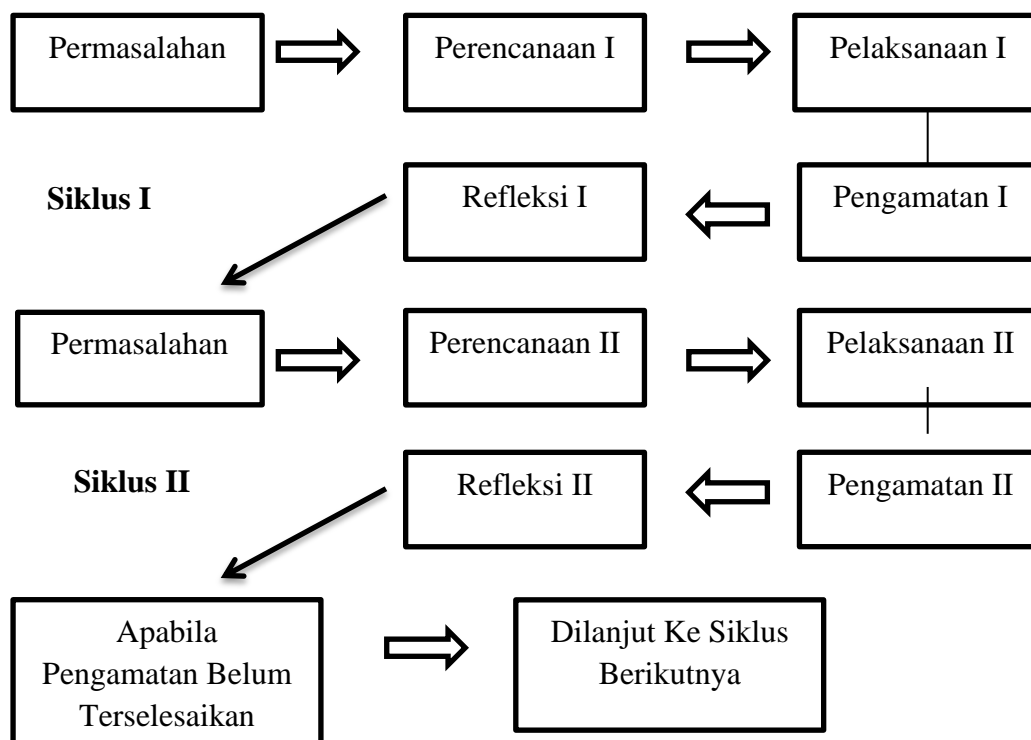 Permasalahan
Perencanaan I
Pelaksanaan I
Siklus I
Refleksi I
Pengamatan I
Permasalahan
Perencanaan II
Pelaksanaan II
Siklus II
Refleksi II
Pengamatan II
Apabila
Pengamatan Belum
Terselesaikan
Dilanjut Ke Siklus
Berikutnya